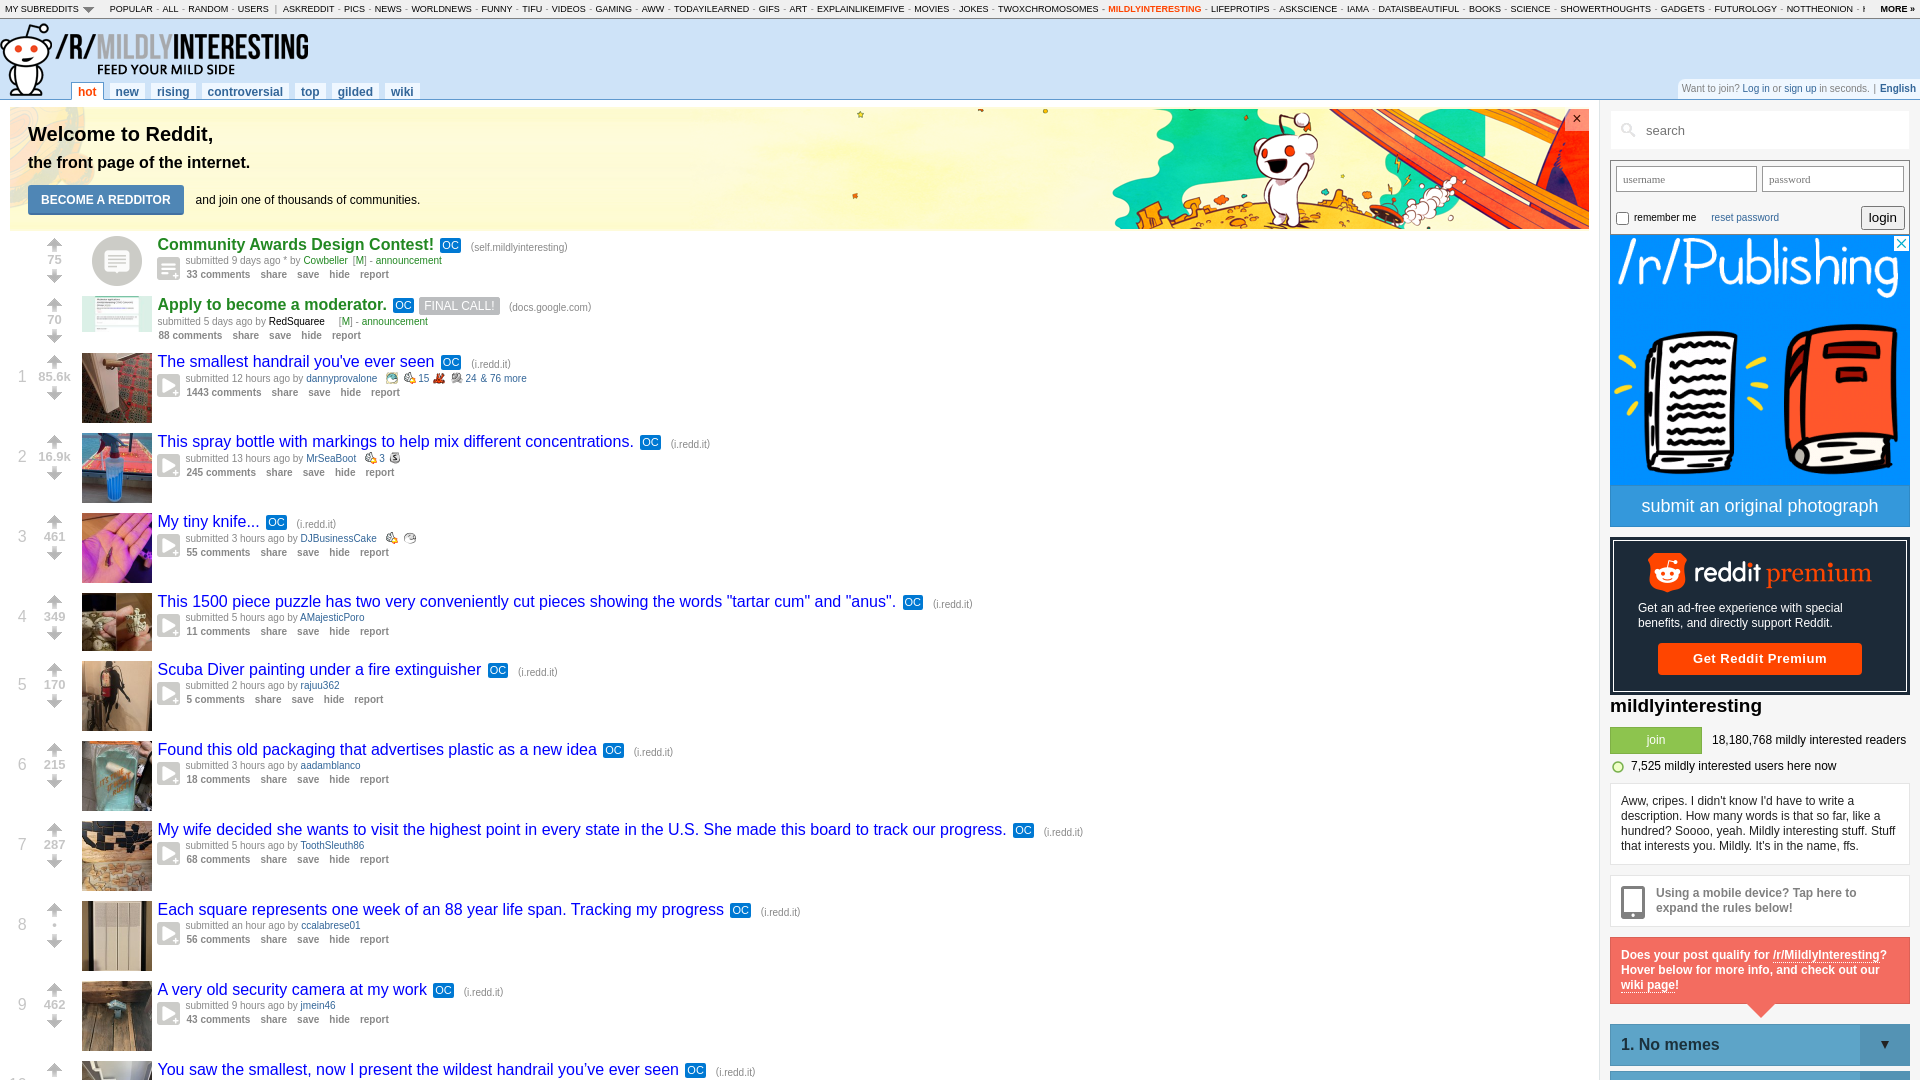 MY SUBREDDITS POPULAR - ALL - RANDOM - USERS | ASKREDDIT - PICS - NEWS - WORLDNEWS - FUNNY - TIFU - VIDEOS - GAMING - AWW - TODAYILEARNED - GIFS - ART - EXPLAINLIKEIMFIVE - MOVIES - JOKES - TWOXCHROMOSOMES - MILDLYINTERESTING - LIFEPROTIPS - ASKSCIENCE - IAMA - DATAISBEAUTIFUL - BOOKS - SCIENCE - SHOWERTHOUGHTS - GADGETS - FUTUROLOGY - NOTTHEONION - MORE »
/R/MILDLYINTERESTING
FEED YOUR MILD SIDE
hot new rising controversial top gilded wiki
Want to join? Log in or sign up in seconds. | English
Welcome to Reddit,
the front page of the internet.
BECOME A REDDITOR and join one of thousands of communities.
×
75
Community Awards Design Contest! OC (self.mildlyinteresting)
submitted 9 days ago * by Cowbeller [M] - announcement
33 comments share save hide report
70
Apply to become a moderator. OC FINAL CALL! (docs.google.com)
submitted 5 days ago by RedSquaree [M] - announcement
88 comments share save hide report
1 85.6k
The smallest handrail you've ever seen OC (i.redd.it)
submitted 12 hours ago by dannyprovalone 15 24 & 76 more
1443 comments share save hide report
2 16.9k
This spray bottle with markings to help mix different concentrations. OC (i.redd.it)
submitted 13 hours ago by MrSeaBoot 3
245 comments share save hide report
3 461
My tiny knife... OC (i.redd.it)
submitted 3 hours ago by DJBusinessCake
55 comments share save hide report
4 349
This 1500 piece puzzle has two very conveniently cut pieces showing the words "tartar cum" and "anus". OC (i.redd.it)
submitted 5 hours ago by AMajesticPoro
11 comments share save hide report
5 170
Scuba Diver painting under a fire extinguisher OC (i.redd.it)
submitted 2 hours ago by rajuu362
5 comments share save hide report
6 215
Found this old packaging that advertises plastic as a new idea OC (i.redd.it)
submitted 3 hours ago by aadamblanco
18 comments share save hide report
7 287
My wife decided she wants to visit the highest point in every state in the U.S. She made this board to track our progress. OC (i.redd.it)
submitted 5 hours ago by ToothSleuth86
68 comments share save hide report
8 •
Each square represents one week of an 88 year life span. Tracking my progress OC (i.redd.it)
submitted an hour ago by ccalabrese01
56 comments share save hide report
9 462
A very old security camera at my work OC (i.redd.it)
submitted 9 hours ago by jmein46
43 comments share save hide report
You saw the smallest, now I present the wildest handrail you've ever seen OC (i.redd.it)
search
username password
remember me reset password login
/r/Publishing
submit an original photograph
reddit premium
Get an ad-free experience with special
benefits, and directly support Reddit.
Get Reddit Premium
mildlyinteresting
join 18,180,768 mildly interested readers
7,525 mildly interested users here now
Aww, cripes. I didn't know I'd have to write a
description. How many words is that so far, like a
hundred? Soooo, yeah. Mildly interesting stuff. Stuff
that interests you. Mildly. It's in the name, ffs.
Using a mobile device? Tap here to
expand the rules below!
Does your post qualify for /r/MildlyInteresting?
Hover below for more info, and check out our
wiki page!
1. No memes ▼